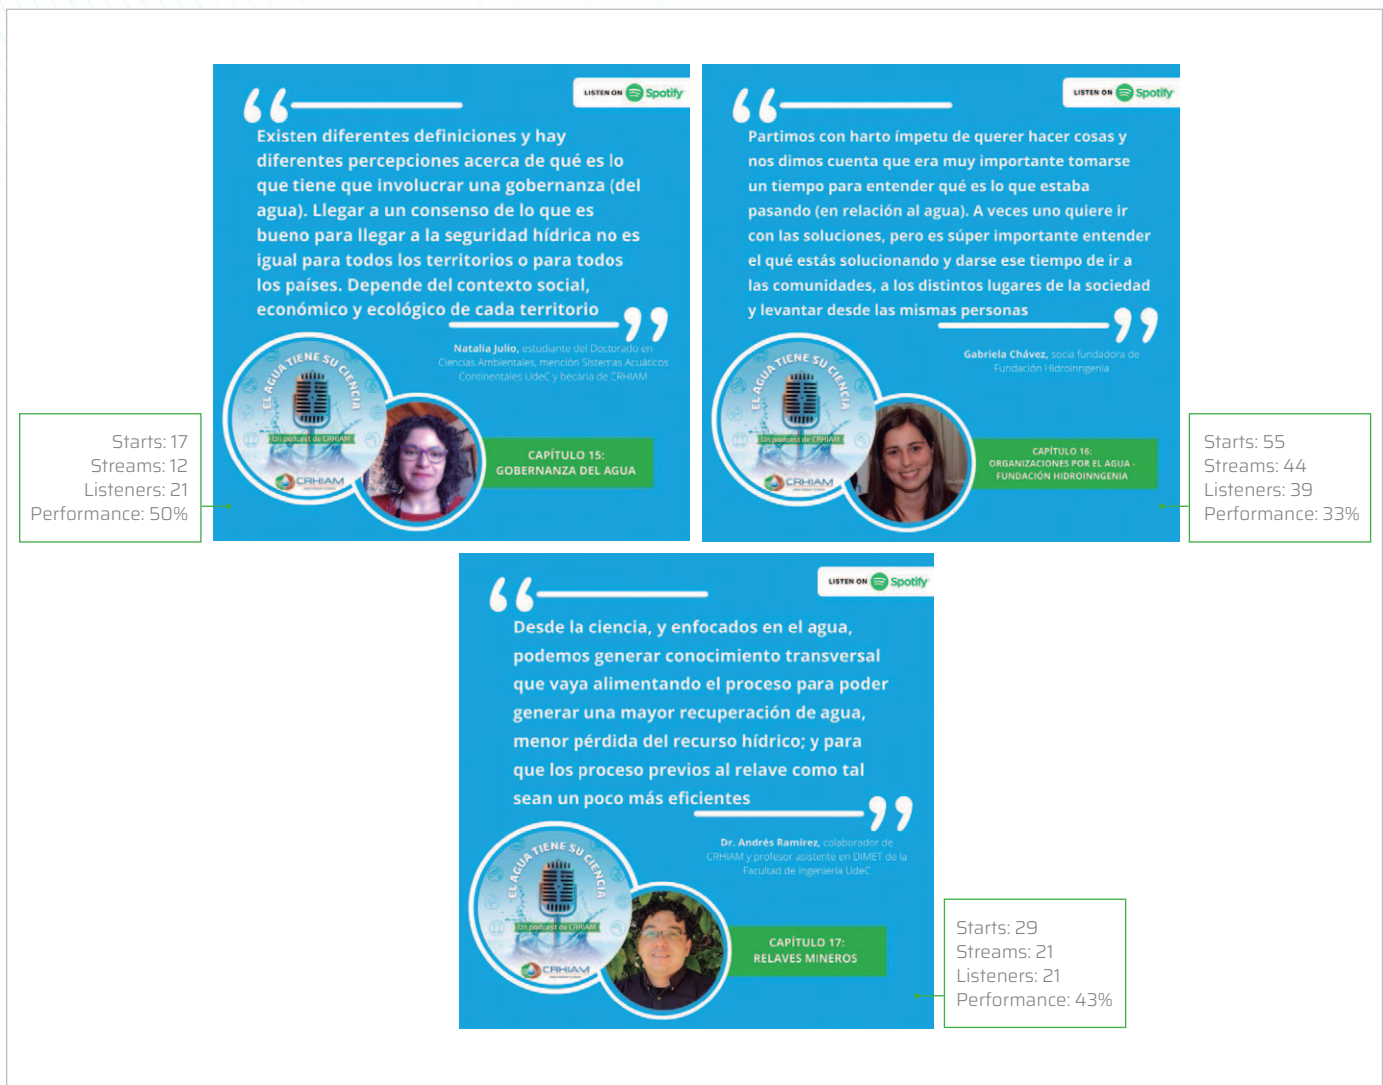 LISTEN ON Spotify
Existen diferentes definiciones y hay
diferentes percepciones acerca de qué es lo
que tiene que involucrar una gobernanza (del
agua). Llegar a un consenso de lo que es
bueno para llegar a la seguridad hídrica no es
igual para todos los territorios o para todos
los países. Depende del contexto social,
económico y ecológico de cada territorio
Natalia Julio, estudiante del Doctorado en
Ciencias Ambientales, mención Sistemas Acuáticos
Continentales UdeC y becaria de CRHIAM
EL AGUA TIENE SU CIENCIA
Un podcast de CRHIAM
CRHIAM
CAPÍTULO 15:
GOBERNANZA DEL AGUA
Starts: 17
Streams: 12
Listeners: 21
Performance: 50%
LISTEN ON Spotify
Partimos con harto ímpetu de querer hacer cosas y
nos dimos cuenta que era muy importante tomarse
un tiempo para entender qué es lo que estaba
pasando (en relación al agua). A veces uno quiere ir
con las soluciones, pero es súper importante entender
el qué estás solucionando y darse ese tiempo de ir a
las comunidades, a los distintos lugares de la sociedad
y levantar desde las mismas personas
Gabriela Chávez, socia fundadora de
Fundación Hidroinngenia
EL AGUA TIENE SU CIENCIA
Un podcast de CRHIAM
CRHIAM
CAPÍTULO 16:
ORGANIZACIONES POR EL AGUA -
FUNDACIÓN HIDROINNGENIA
Starts: 55
Streams: 44
Listeners: 39
Performance: 33%
LISTEN ON Spotify
Desde la ciencia, y enfocados en el agua,
podemos generar conocimiento transversal
que vaya alimentando el proceso para poder
generar una mayor recuperación de agua,
menor pérdida del recurso hídrico; y para
que los proceso previos al relave como tal
sean un poco más eficientes
Dr. Andrés Ramírez, colaborador de
CRHIAM y profesor asistente en DIMET de la
Facultad de Ingeniería UdeC
EL AGUA TIENE SU CIENCIA
Un podcast de CRHIAM
CRHIAM
CAPÍTULO 17:
RELAVES MINEROS
Starts: 29
Streams: 21
Listeners: 21
Performance: 43%